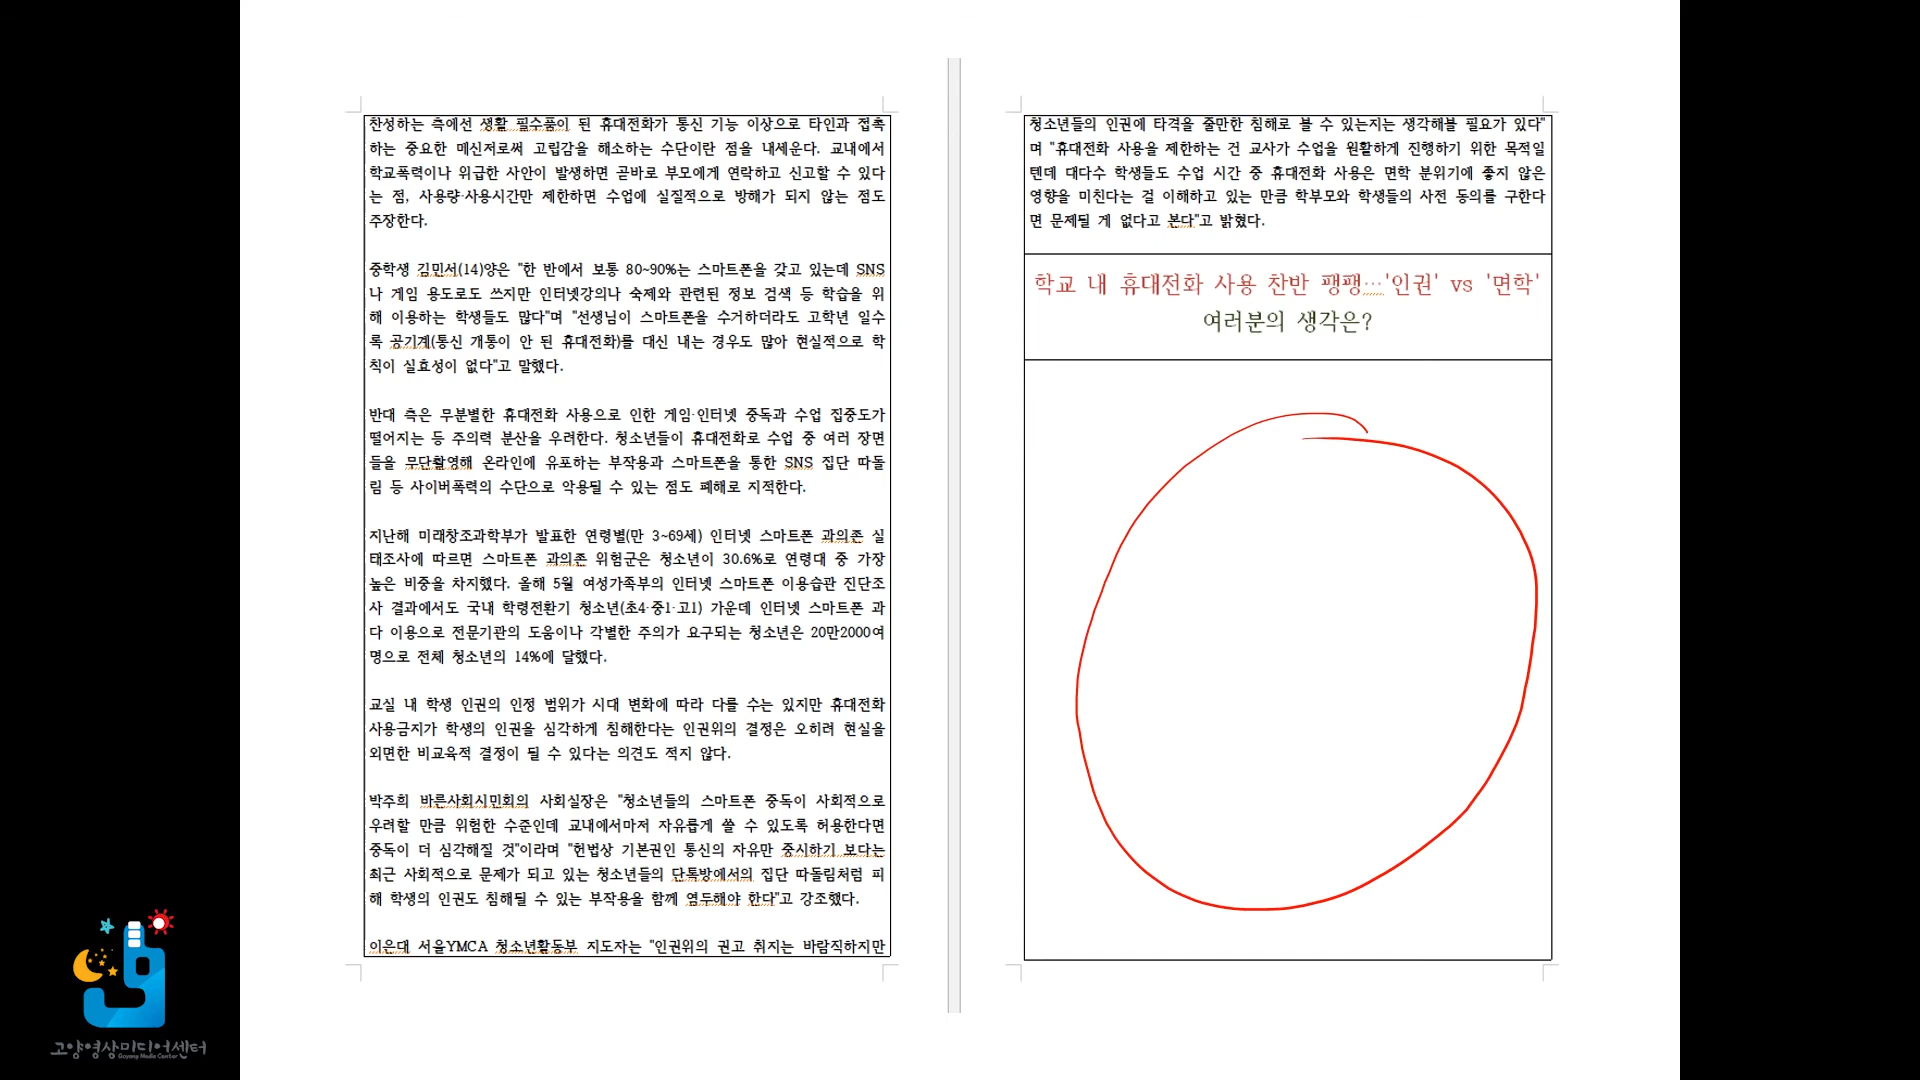 찬성하는 측에선 생활 필수품이 된 휴대전화가 통신 기능 이상으로 타인과 접촉
하는 중요한 메신저로써 고립감을 해소하는 수단이란 점을 내세운다. 교내에서
학교폭력이나 위급한 사안이 발생하면 곧바로 부모에게 연락하고 신고할 수 있다
는 점, 사용량·사용시간만 제한하면 수업에 실질적으로 방해가 되지 않는 점도
주장한다.
중학생 김민서(14)양은 "한 반에서 보통 80~90%는 스마트폰을 갖고 있는데 SNS
나 게임 용도로도 쓰지만 인터넷강의나 숙제와 관련된 정보 검색 등 학습을 위
해 이용하는 학생들도 많다"며 "선생님이 스마트폰을 수거하더라도 고학년 일수
록 공기계(통신 개통이 안 된 휴대전화)를 대신 내는 경우도 많아 현실적으로 학
칙이 실효성이 없다"고 말했다.
반대 측은 무분별한 휴대전화 사용으로 인한 게임·인터넷 중독과 수업 집중도가
떨어지는 등 주의력 분산을 우려한다. 청소년들이 휴대전화로 수업 중 여러 장면
들을 무단촬영해 온라인에 유포하는 부작용과 스마트폰을 통한 SNS 집단 따돌
림 등 사이버폭력의 수단으로 악용될 수 있는 점도 폐해로 지적한다.
지난해 미래창조과학부가 발표한 연령별(만 3~69세) 인터넷 스마트폰 과의존 실
태조사에 따르면 스마트폰 과의존 위험군은 청소년이 30.6%로 연령대 중 가장
높은 비중을 차지했다. 올해 5월 여성가족부의 인터넷 스마트폰 이용습관 진단조
사 결과에서도 국내 학령전환기 청소년(초4·중1·고1) 가운데 인터넷 스마트폰 과
다 이용으로 전문기관의 도움이나 각별한 주의가 요구되는 청소년은 20만2000여
명으로 전체 청소년의 14%에 달했다.
교실 내 학생 인권의 인정 범위가 시대 변화에 따라 다를 수는 있지만 휴대전화
사용금지가 학생의 인권을 심각하게 침해한다는 인권위의 결정은 오히려 현실을
외면한 비교육적 결정이 될 수 있다는 의견도 적지 않다.
박주희 바른사회시민회의 사회실장은 "청소년들의 스마트폰 중독이 사회적으로
우려할 만큼 위험한 수준인데 교내에서마저 자유롭게 쓸 수 있도록 허용한다면
중독이 더 심각해질 것"이라며 "헌법상 기본권인 통신의 자유만 중시하기 보다는
최근 사회적으로 문제가 되고 있는 청소년들의 단톡방에서의 집단 따돌림처럼 피
해 학생의 인권도 침해될 수 있는 부작용을 함께 염두해야 한다"고 강조했다.
이은대 서울YMCA 청소년활동부 지도자는 "인권위의 권고 취지는 바람직하지만
청소년들의 인권에 타격을 줄만한 침해로 볼 수 있는지는 생각해볼 필요가 있다"
며 "휴대전화 사용을 제한하는 건 교사가 수업을 원활하게 진행하기 위한 목적일
텐데 대다수 학생들도 수업 시간 중 휴대전화 사용은 면학 분위기에 좋지 않은
영향을 미친다는 걸 이해하고 있는 만큼 학부모와 학생들의 사전 동의를 구한다
면 문제될 게 없다고 본다"고 밝혔다.
학교 내 휴대전화 사용 찬반 팽팽…'인권' vs '면학'
여러분의 생각은?
고양영상미디어센터
Goyang Media Center